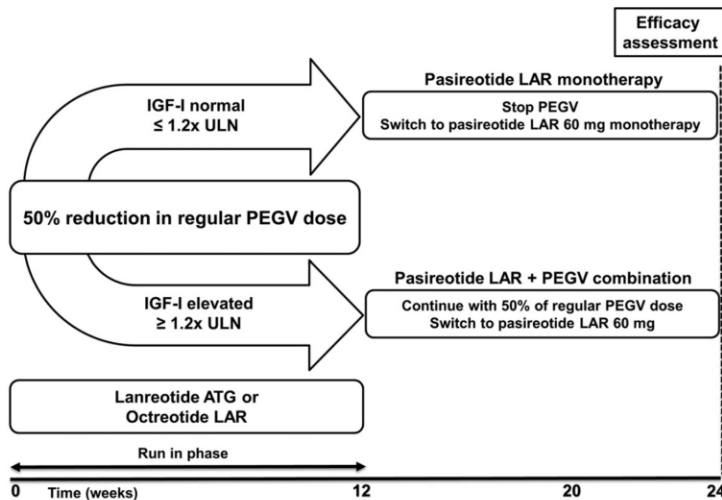 Efficacy
assessment
Pasireotide LAR monotherapy
IGF-I normal
≤ 1.2x ULN
Stop PEGV
Switch to pasireotide LAR 60 mg monotherapy
50% reduction in regular PEGV dose
Pasireotide LAR + PEGV combination
IGF-I elevated
≥ 1.2x ULN
Continue with 50% of regular PEGV dose
Switch to pasireotide LAR 60 mg
Lanreotide ATG or
Octreotide LAR
Run in phase
0 Time (weeks) 12 20 24